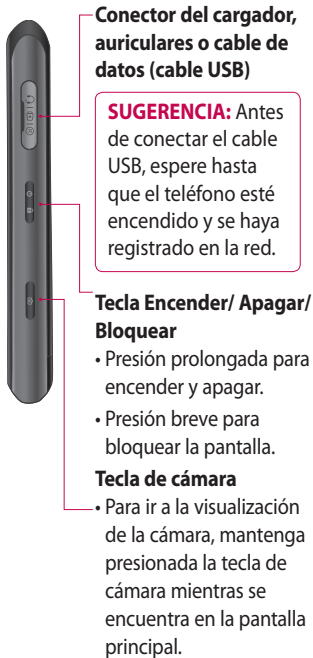 Conector del cargador,
auriculares o cable de
datos (cable USB)
SUGERENCIA: Antes
de conectar el cable
USB, espere hasta
que el teléfono esté
encendido y se haya
registrado en la red.
Tecla Encender/ Apagar/
Bloquear
• Presión prolongada para
encender y apagar.
• Presión breve para
bloquear la pantalla.
Tecla de cámara
• Para ir a la visualización
de la cámara, mantenga
presionada la tecla de
cámara mientras se
encuentra en la pantalla
principal.